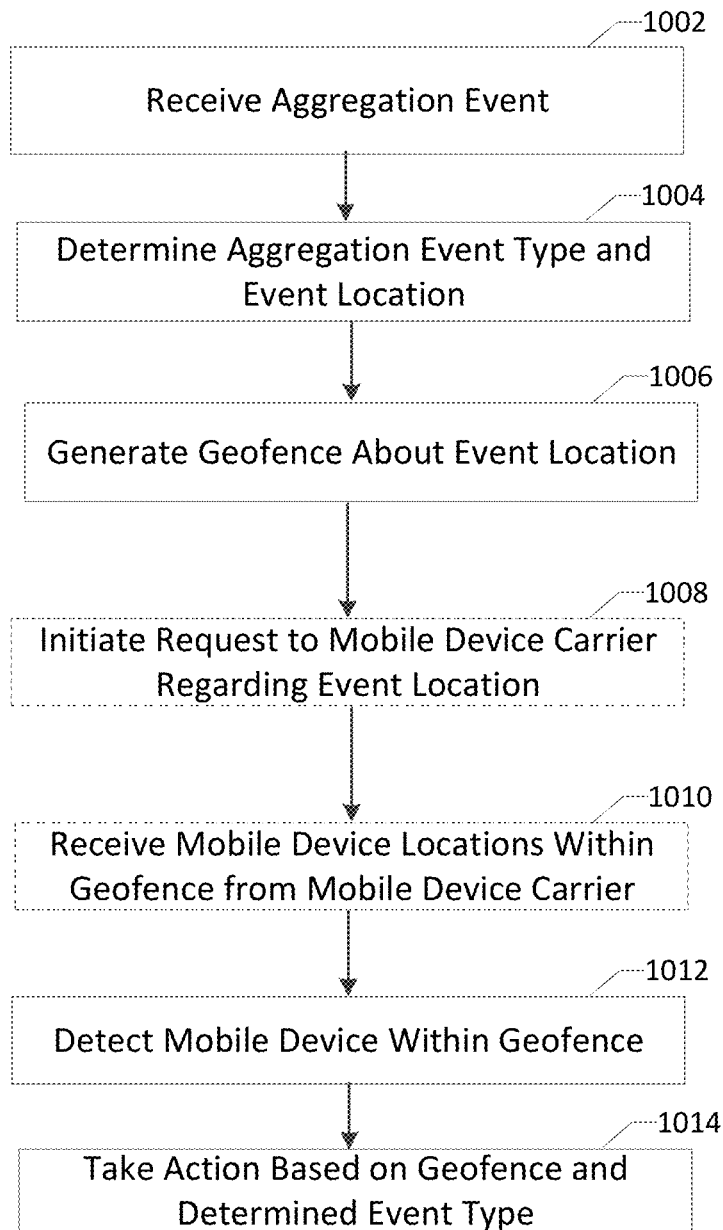 1002
Receive Aggregation Event
1004
Determine Aggregation Event Type and
Event Location
1006
Generate Geofence About Event Location
1008
Initiate Request to Mobile Device Carrier
Regarding Event Location
1010
Receive Mobile Device Locations Within
Geofence from Mobile Device Carrier
1012
Detect Mobile Device Within Geofence
1014
Take Action Based on Geofence and
Determined Event Type